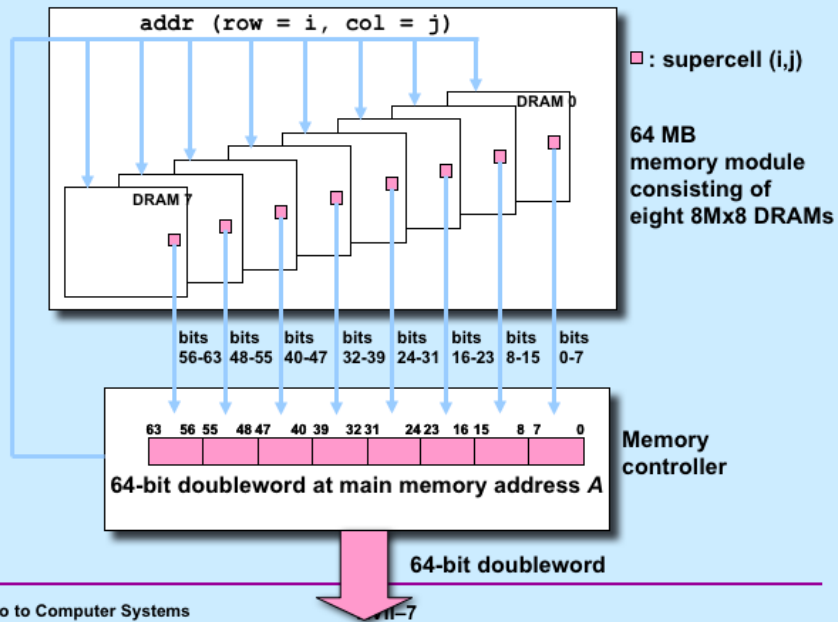 addr (row = i, col = j)
: supercell (i,j)
DRAM 0
64 MB
memory module
consisting of
eight 8Mx8 DRAMs
DRAM 7
bits
56-63
bits
48-55
bits
40-47
bits
32-39
bits
24-31
bits
16-23
bits
8-15
bits
0-7
63 56 55 48 47 40 39 32 31 24 23 16 15 8 7 0
Memory
controller
64-bit doubleword at main memory address A
64-bit doubleword
o to Computer Systems
VII–7